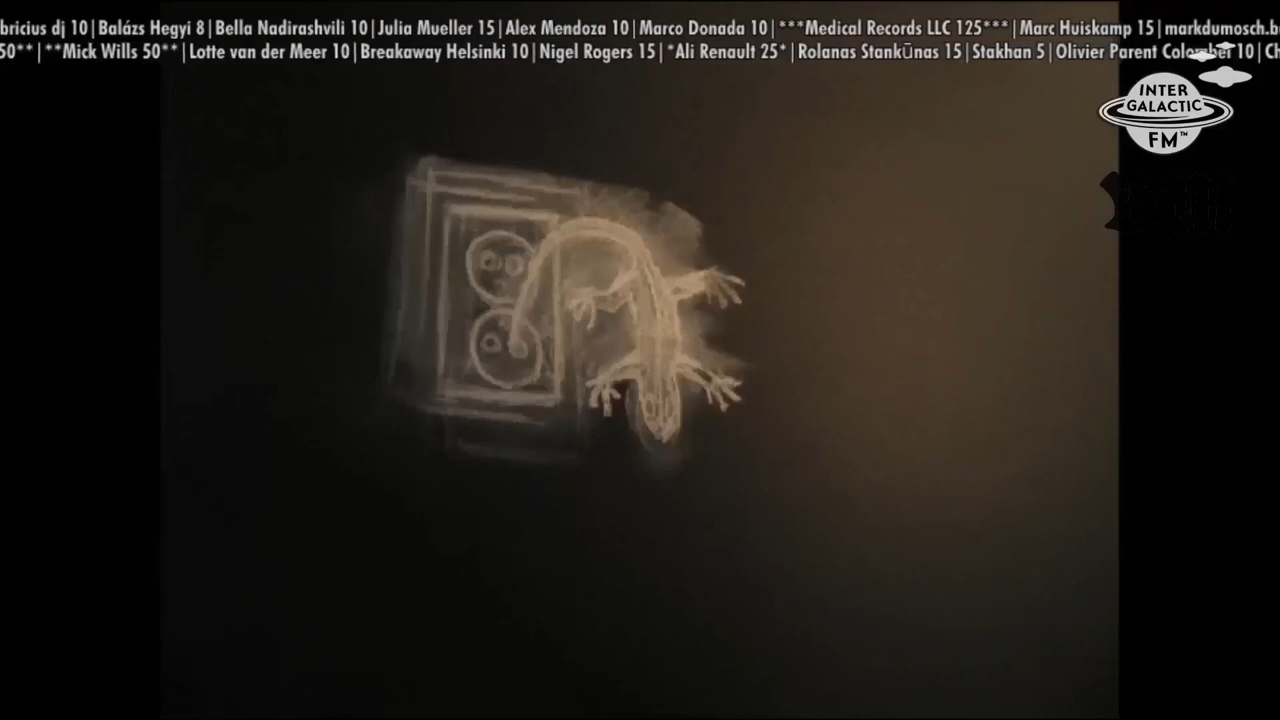 bricius dj 10|Balázs Hegyi 8|Bella Nadirashvili 10|Julia Mueller 15|Alex Mendoza 10|Marco Donada 10|***Medical Records LLC 125***|Marc Huiskamp 15|markdumosch.b
50**|**Mick Wills 50**|Lotte van der Meer 10|Breakaway Helsinki 10|Nigel Rogers 15|*Ali Renault 25*|Rolanas Stankūnas 15|Stakhan 5|Olivier Parent Colombel 10|Ch
INTER
GALACTIC
FM™